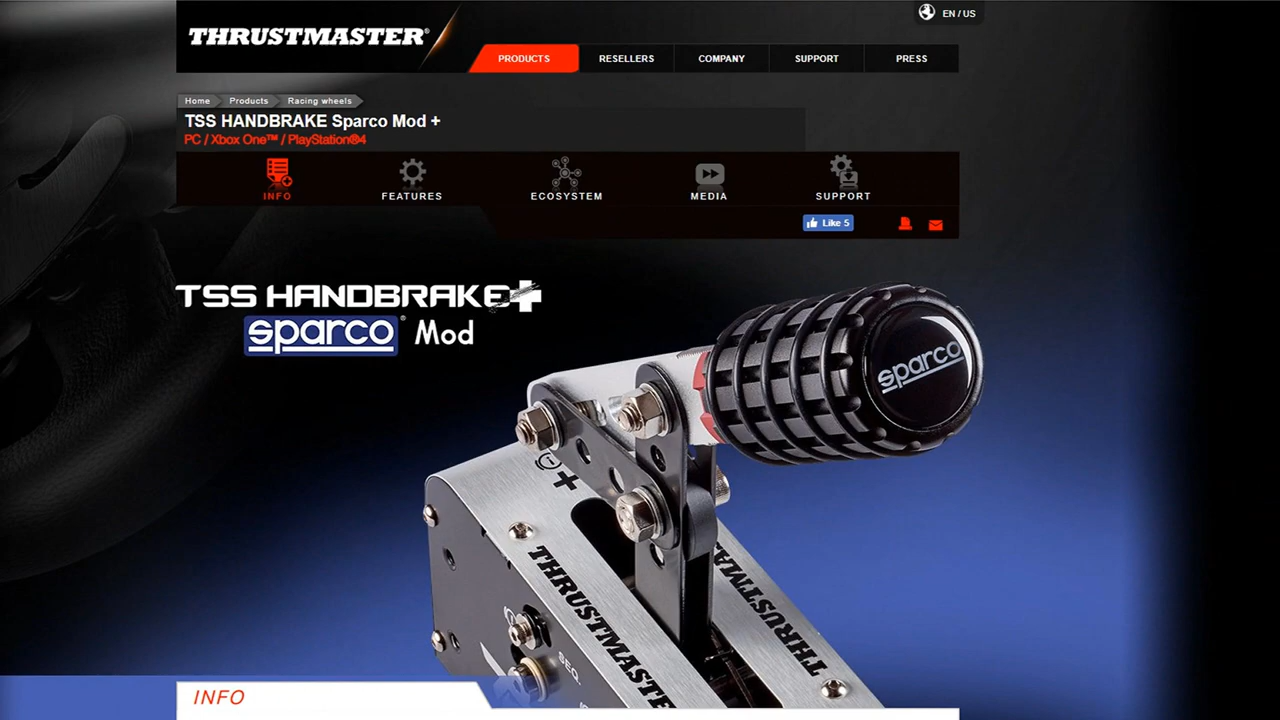 EN / US
THRUSTMASTER®
PRODUCTS
RESELLERS
COMPANY
SUPPORT
PRESS
Home
Products
Racing wheels
TSS HANDBRAKE Sparco Mod +
PC / Xbox One™ / PlayStation®4
INFO
FEATURES
ECOSYSTEM
MEDIA
SUPPORT
Like 5
TSS HANDBRAKE+
sparco® Mod
sparco
THRUSTMASTER
THRUSTMASTER
SEQ.
INFO